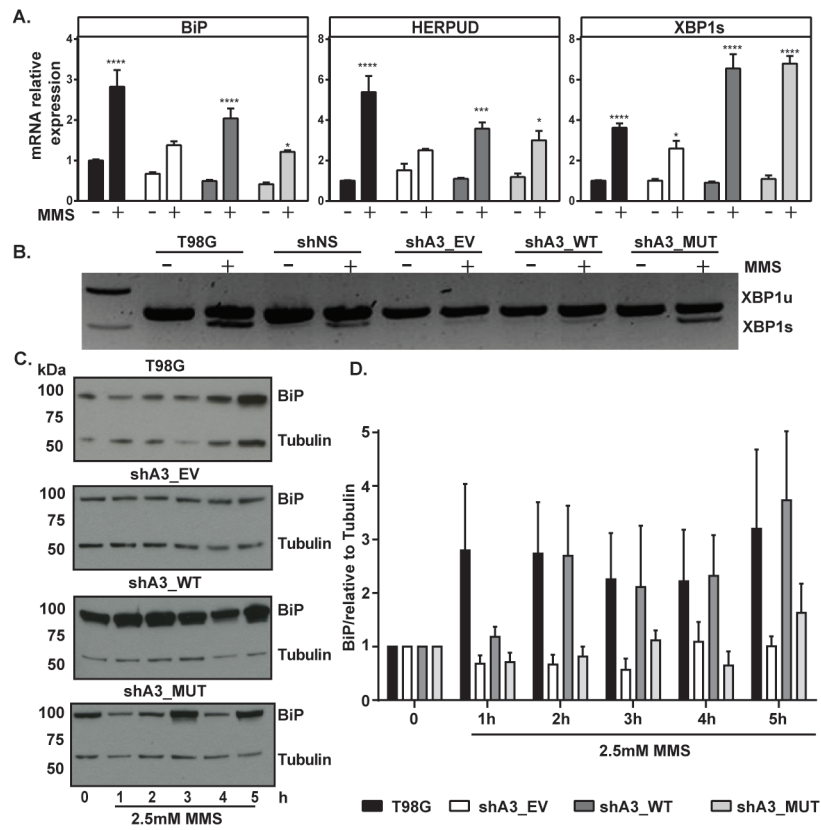 A.
BiP HERPUD XBP1s
mRNA relative
expression
4 8 8
3 6 6
2 4 4
1 2 2
0 0 0
**** **** * **** *** * **** * **** ****
MMS - + - + - + - + - + - + - + - + - + - + - + - +
B.
T98G shNS shA3_EV shA3_WT shA3_MUT
- + - + - + - + - + MMS
XBP1u
XBP1s
C.
kDa T98G
100 BiP
75
50 Tubulin
shA3_EV
100 BiP
75
50 Tubulin
shA3_WT
100 BiP
75
50 Tubulin
shA3_MUT
100 BiP
75
50 Tubulin
0 1 2 3 4 5 h
2.5mM MMS
D.
BiP/relative to Tubulin
5
4
3
2
1
0
0 1h 2h 3h 4h 5h
2.5mM MMS
T98G shA3_EV shA3_WT shA3_MUT